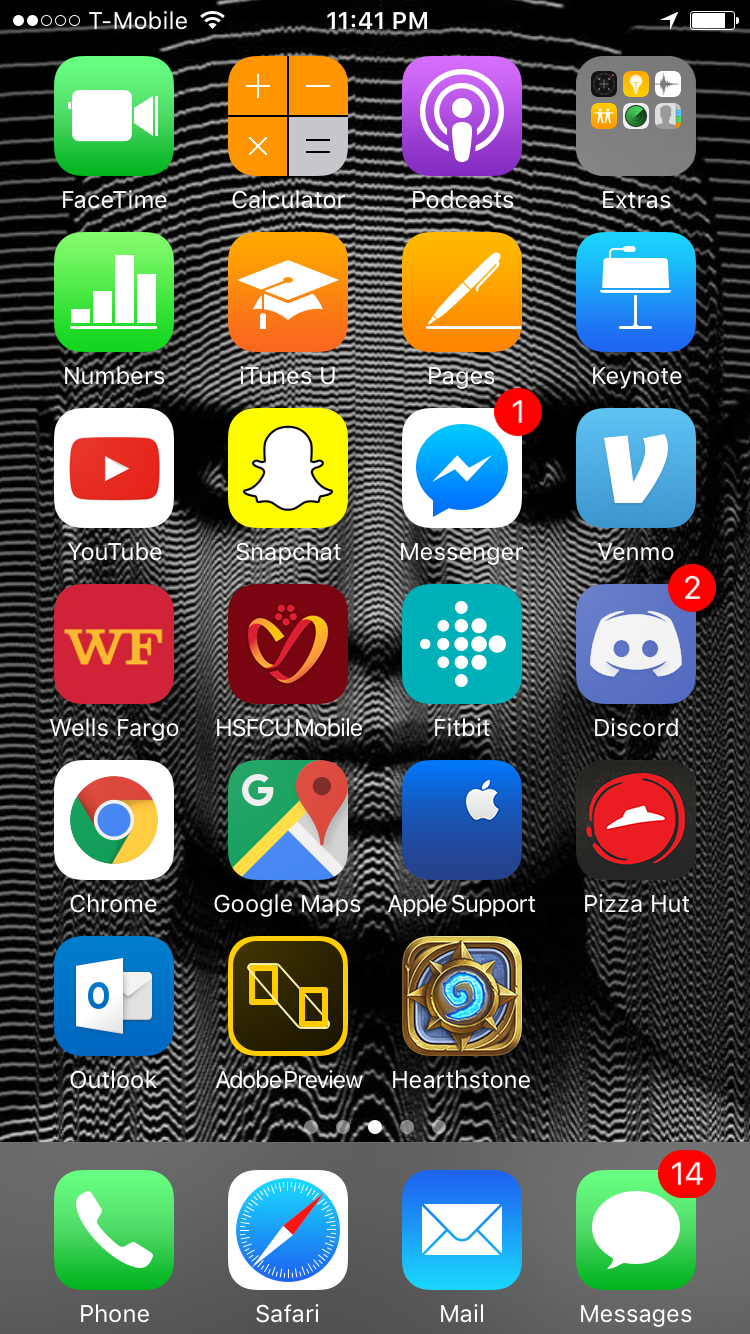 T-Mobile 11:41 PM
FaceTime Calculator Podcasts Extras
Numbers iTunes U Pages Keynote
1
YouTube Snapchat Messenger Venmo
2
WF
Wells Fargo HSFCU Mobile Fitbit Discord
G
Chrome Google Maps Apple Support Pizza Hut
O
Outlook Adobe Preview Hearthstone
14
Phone Safari Mail Messages